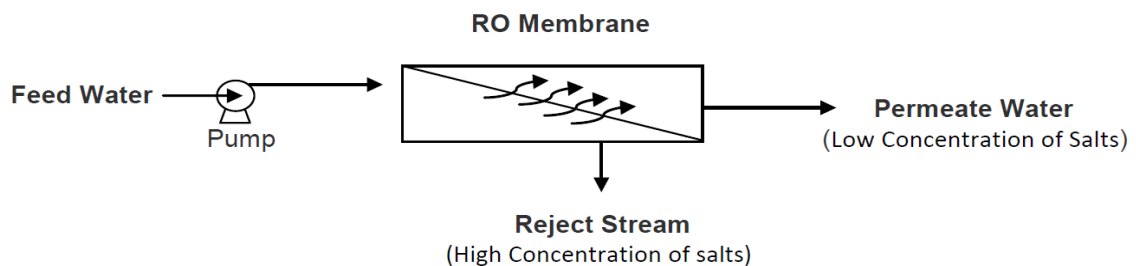 RO Membrane
Feed Water
Pump
Permeate Water
(Low Concentration of Salts)
Reject Stream
(High Concentration of salts)